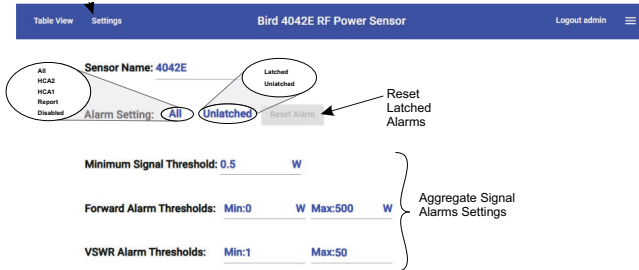 Table View Settings Bird 4042E RF Power Sensor Logout admin
Sensor Name: 4042E
All
HCA2
HCA1
Report
Disabled
Latched
Unlatched
Alarm Setting: All Unlatched Reset Alarm
Reset
Latched
Alarms
Minimum Signal Threshold: 0.5 W
Forward Alarm Thresholds: Min:0 W Max:500 W
Aggregate Signal
Alarms Settings
VSWR Alarm Thresholds: Min:1 Max:50